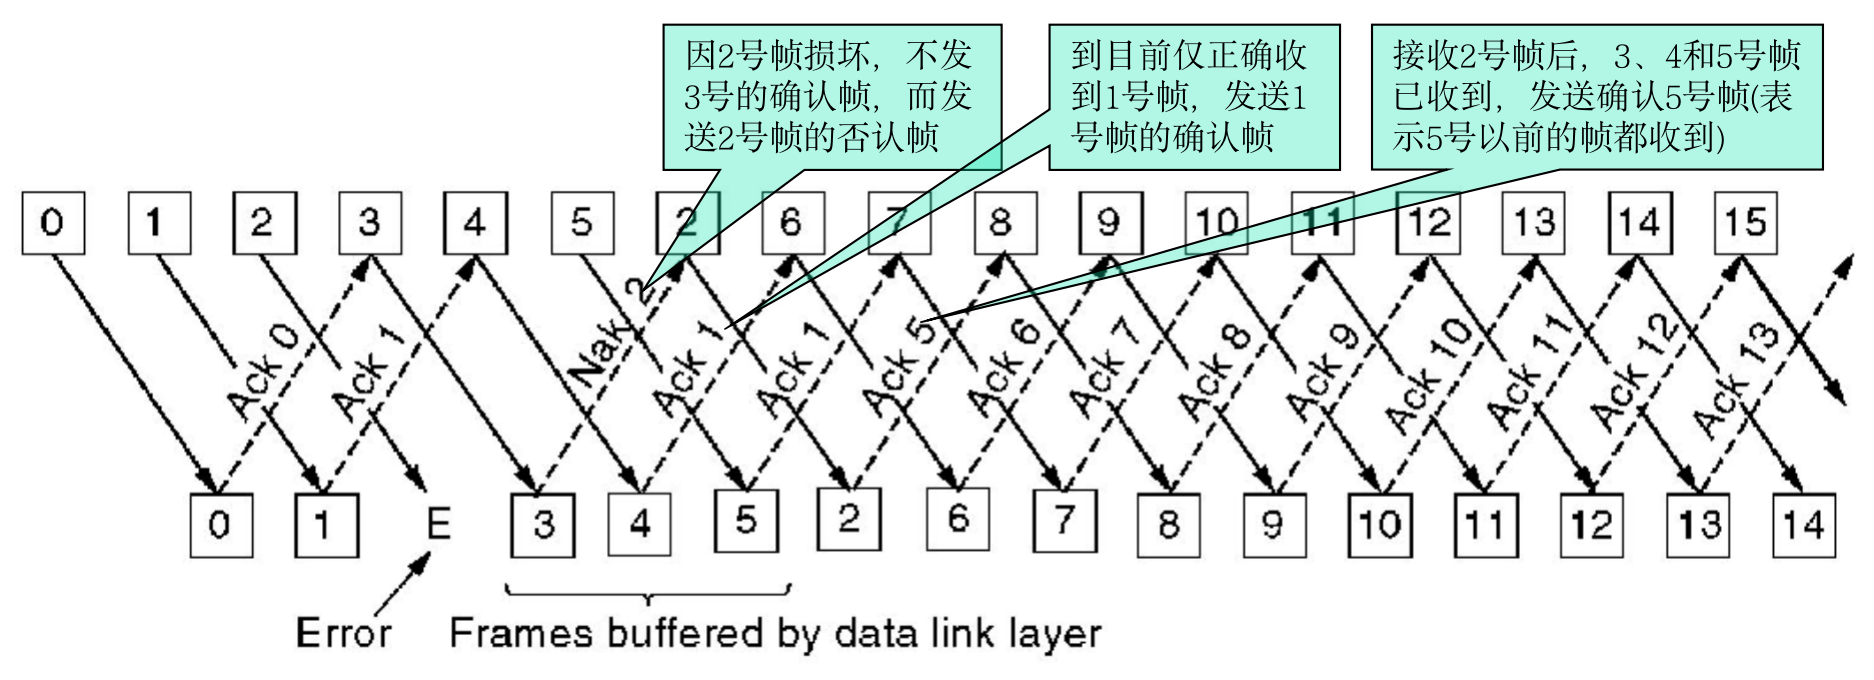 因2号帧损坏，不发
3号的确认帧，而发
送2号帧的否认帧
到目前仅正确收
到1号帧，发送1
号帧的确认帧
接收2号帧后，3、4和5号帧
已收到，发送确认5号帧(表
示5号以前的帧都收到)
0 1 2 3 4 5 2 6 7 8 9 10 11 12 13 14 15
Ack 0 Ack 1 Nak 2 Ack 1 Ack 1 Ack 5 Ack 6 Ack 7 Ack 8 Ack 9 Ack 10 Ack 11 Ack 12 Ack 13
0 1 E 3 4 5 2 6 7 8 9 10 11 12 13 14
Error Frames buffered by data link layer